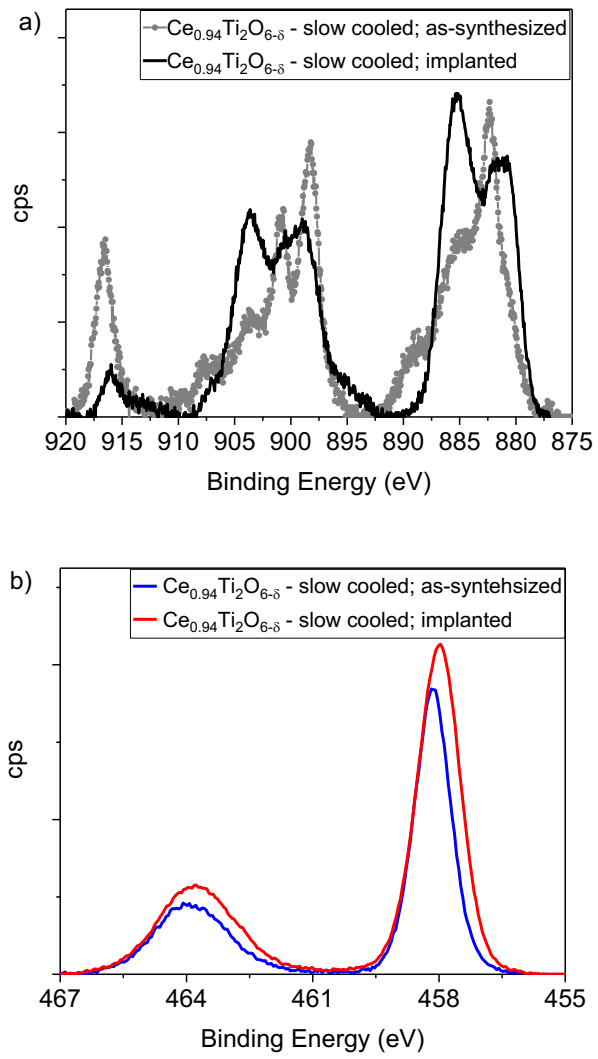 a)
Ce0.94Ti2O6-δ - slow cooled; as-synthesized
Ce0.94Ti2O6-δ - slow cooled; implanted
cps
920 915 910 905 900 895 890 885 880 875
Binding Energy (eV)
b)
Ce0.94Ti2O6-δ - slow cooled; as-syntehsized
Ce0.94Ti2O6-δ - slow cooled; implanted
cps
467 464 461 458 455
Binding Energy (eV)